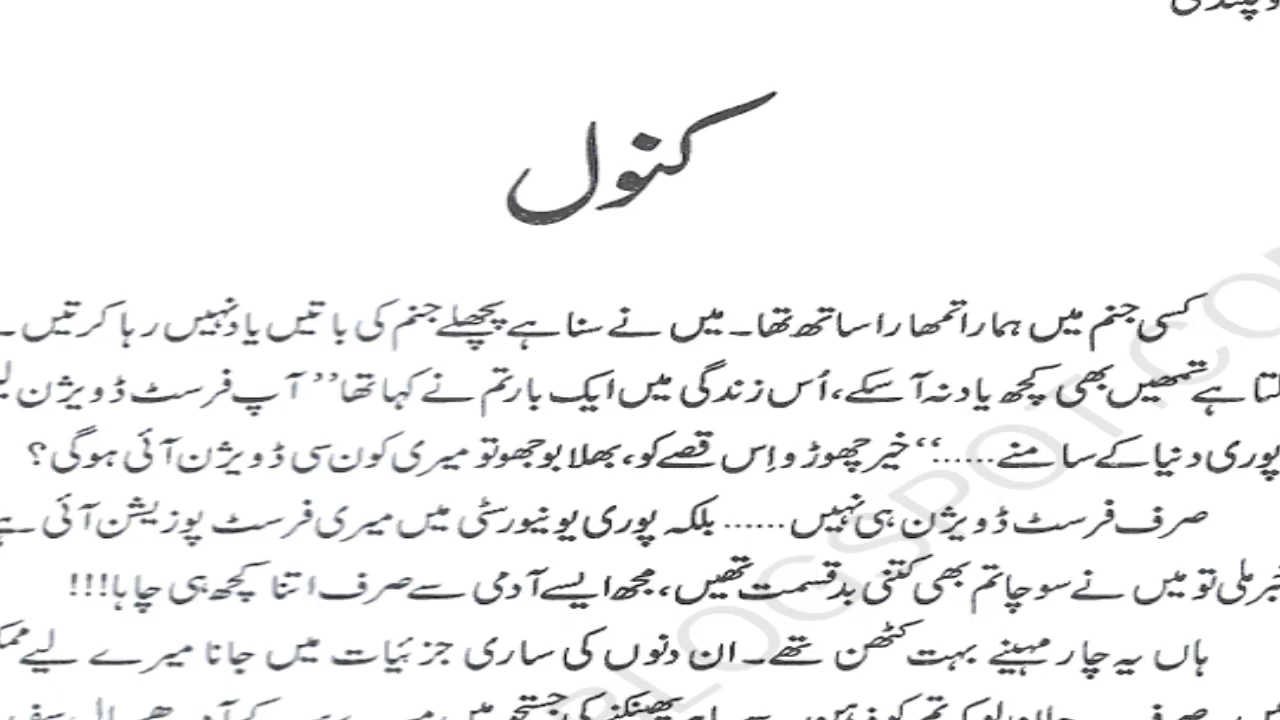 کنول
کسی جنم میں ہمارا تمھارا ساتھ تھا۔ میں نے سنا ہے پچھلے جنم کی باتیں یاد نہیں رہا کرتیں۔
لگتا ہے تمھیں بھی کچھ یاد نہ آ سکے، اُس زندگی میں ایک بار تم نے کہا تھا ’’آپ فرسٹ ڈویژن
پوری دنیا کے سامنے......‘‘ خیر چھوڑو اِس قصے کو، بھلا بوجھو تو میری کون سی ڈویژن آئی ہوگی؟
صرف فرسٹ ڈویژن ہی نہیں...... بلکہ پوری یونیورسٹی میں میری فرسٹ پوزیشن آئی ہے
خبر ملی تو میں نے سوچا تم بھی کتنی بدقسمت تھیں، مجھ ایسے آدمی سے صرف اتنا کچھ ہی چاہا!!!
ہاں یہ چار مہینے بہت کٹھن تھے۔ ان دنوں کی ساری جزئیات میں جانا میرے لیے
BLOGSPOT.CO